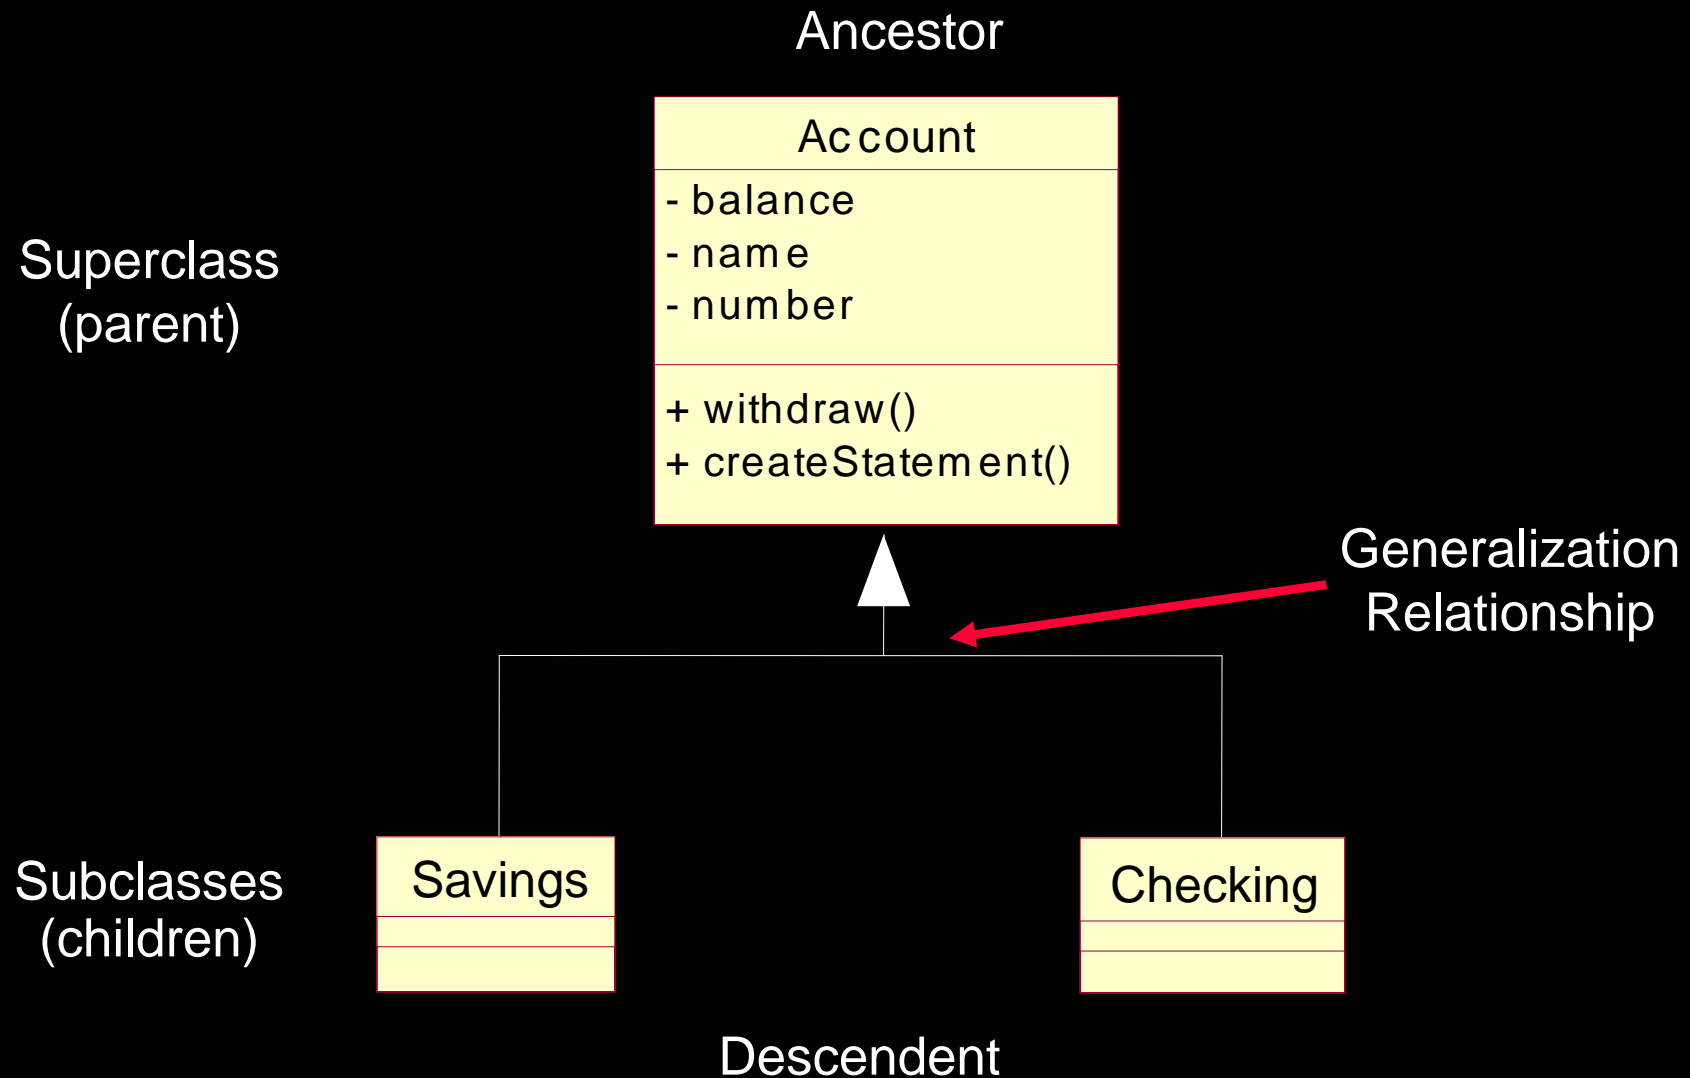 Ancestor
Account
- balance
- name
- number
+ withdraw()
+ createStatement()
Superclass
(parent)
Generalization
Relationship
Subclasses
(children)
Savings
Checking
Descendent